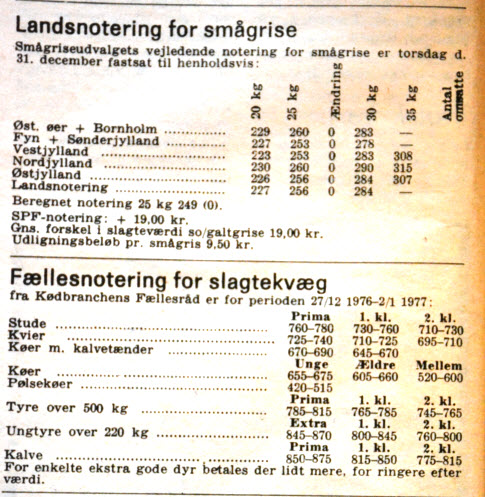 Landsnotering for smågrise
Smågriseudvalgets vejledende notering for smågrise er torsdag d.
31. december fastsat til henholdsvis:
20 kg 25 kg Ændring 30 kg 35 kg Antal omsatte
Øst. øer + Bornholm .............. 229 260 0 283 —
Fyn + Sønderjylland .............. 227 253 0 278 —
Vestjylland .............. 223 253 0 283 308
Nordjylland .............. 230 260 0 290 315
Østjylland .............. 226 256 0 284 307
Landsnotering .............. 227 256 0 284 —
Beregnet notering 25 kg 249 (0).
SPF-notering: + 19,00 kr.
Gns. forskel i slagteværdi so/galtgrise 19,00 kr.
Udligningsbeløb pr. smågris 9,50 kr.
Fællesnotering for slagtekvæg
fra Kødbranchens Fællesråd er for perioden 27/12 1976–2/1 1977:
Prima 1. kl. 2. kl.
Stude .............. 760–780 730–760 710–730
Kvier .............. 725–740 710–725 695–710
Køer m. kalvetænder .............. 670–690 645–670
Unge Ældre Mellem
Køer .............. 655–675 605–660 520–600
Pølsekøer .............. 420–515
Prima 1. kl. 2. kl.
Tyre over 500 kg .............. 785–815 765–785 745–765
Extra 1. kl. 2. kl.
Ungtyre over 220 kg .............. 845–870 800–845 760–800
Prima 1. kl. 2. kl.
Kalve .............. 850–875 815–850 775–815
For enkelte ekstra gode dyr betales der lidt mere, for ringere efter
værdi.